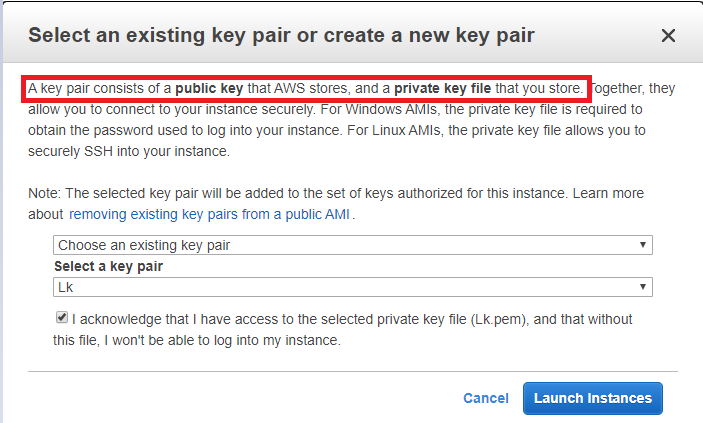 Select an existing key pair or create a new key pair
A key pair consists of a public key that AWS stores, and a private key file that you store. Together, they
allow you to connect to your instance securely. For Windows AMIs, the private key file is required to
obtain the password used to log into your instance. For Linux AMIs, the private key file allows you to
securely SSH into your instance.
Note: The selected key pair will be added to the set of keys authorized for this instance. Learn more
about removing existing key pairs from a public AMI .
Choose an existing key pair
Select a key pair
Lk
I acknowledge that I have access to the selected private key file (Lk.pem), and that without
this file, I won't be able to log into my instance.
Cancel Launch Instances